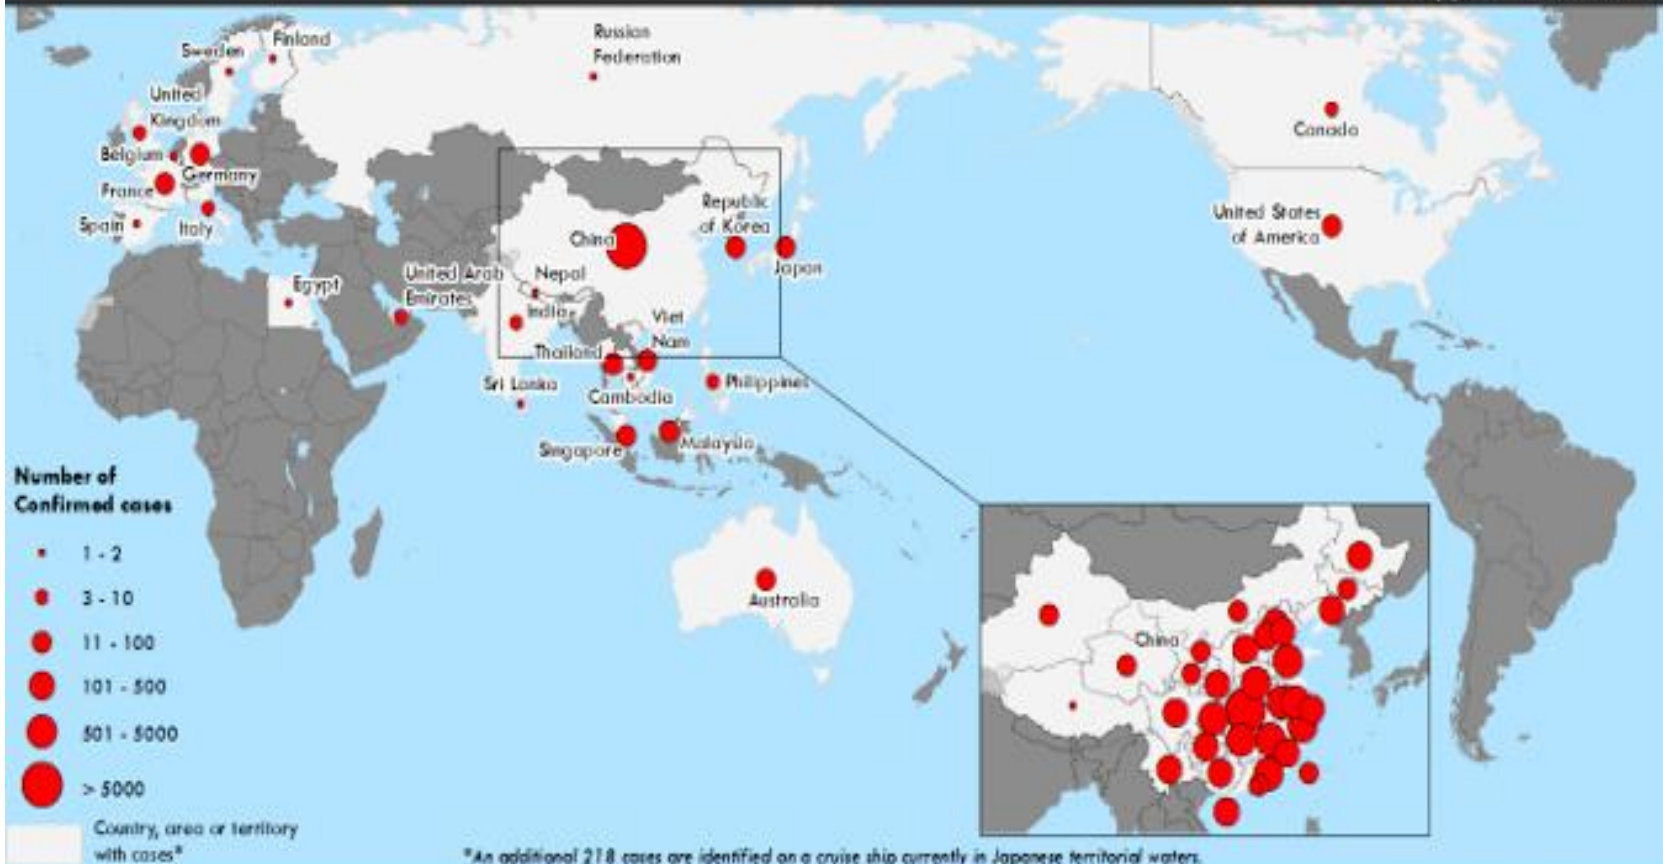 Finland
Sweden
Russian
Federation
United
Kingdom
Canada
Belgium
Germany
France
Republic
of Korea
United States
of America
Spain
Italy
China
Japan
United Arab
Emirates
Nepal
Egypt
India
Viet
Nam
Thailand
Sri Lanka
Philippines
Cambodia
Singapore
Malaysia
Number of
Confirmed cases
1 - 2
3 - 10
11 - 100
101 - 500
501 - 5000
> 5000
Australia
China
Country, area or territory
with cases*
*An additional 218 cases are identified on a cruise ship currently in Japanese territorial waters.